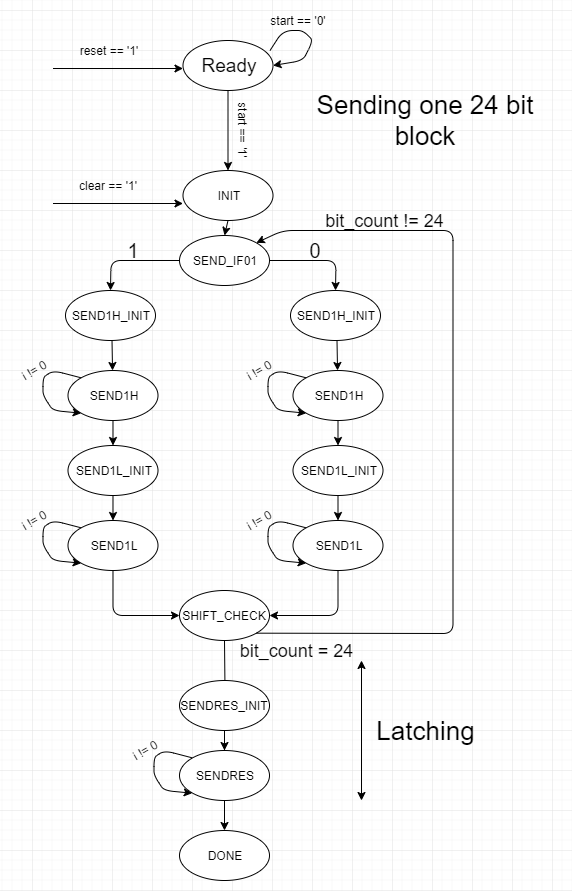 start == '0'
reset == '1'
Ready
Sending one 24 bit
block
start == '1'
clear == '1'
INIT
bit_count != 24
1
0
SEND_IF01
SEND1H_INIT
SEND1H_INIT
i != 0
i != 0
SEND1H
SEND1H
SEND1L_INIT
SEND1L_INIT
i != 0
i != 0
SEND1L
SEND1L
SHIFT_CHECK
bit_count = 24
SENDRES_INIT
Latching
i != 0
SENDRES
DONE